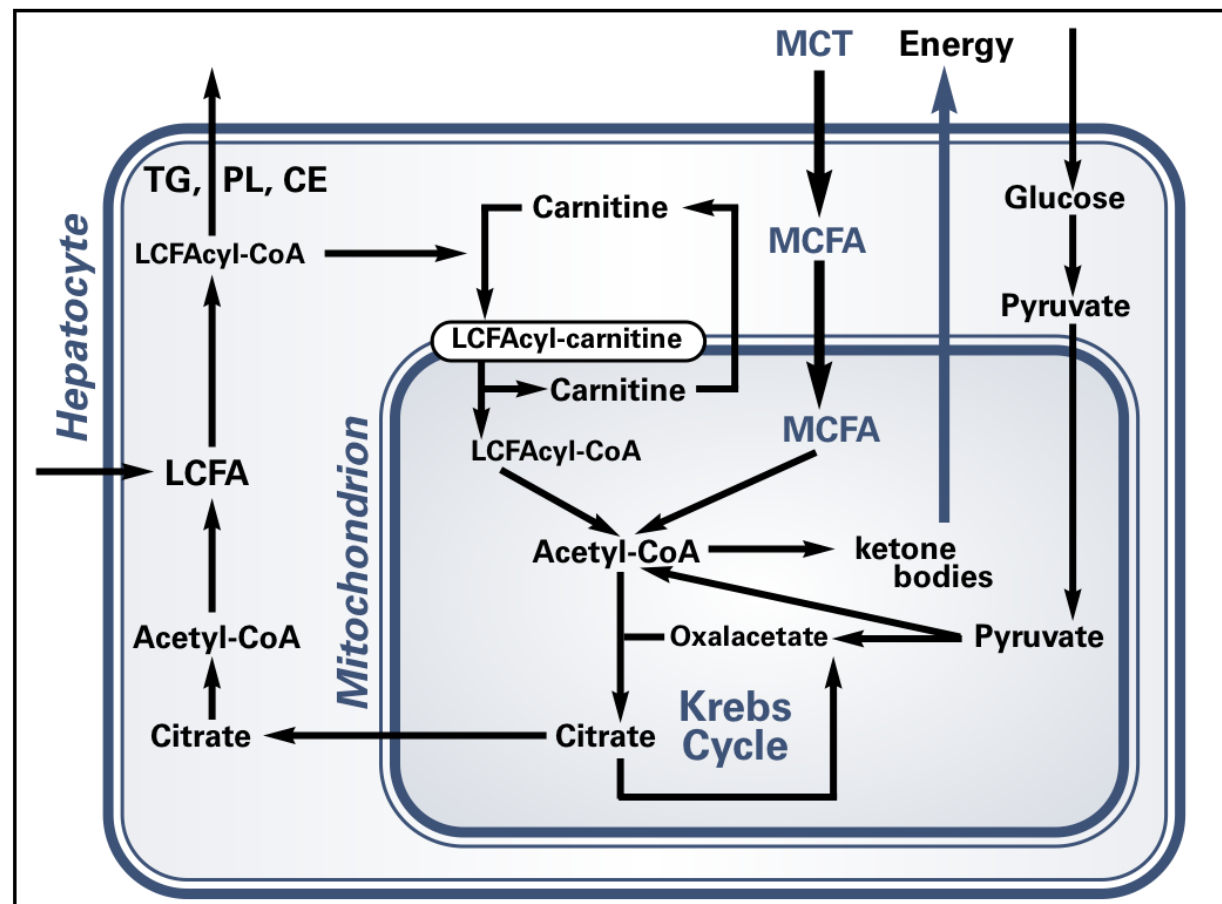 MCT
Energy
TG, PL, CE
Carnitine
Glucose
LCFAcyl-CoA
MCFA
Hepatocyte
Pyruvate
LCFAcyl-carnitine
Carnitine
MCFA
LCFAcyl-CoA
LCFA
Mitochondrion
Acetyl-CoA
ketone
bodies
Acetyl-CoA
Oxalacetate
Pyruvate
Krebs
Cycle
Citrate
Citrate